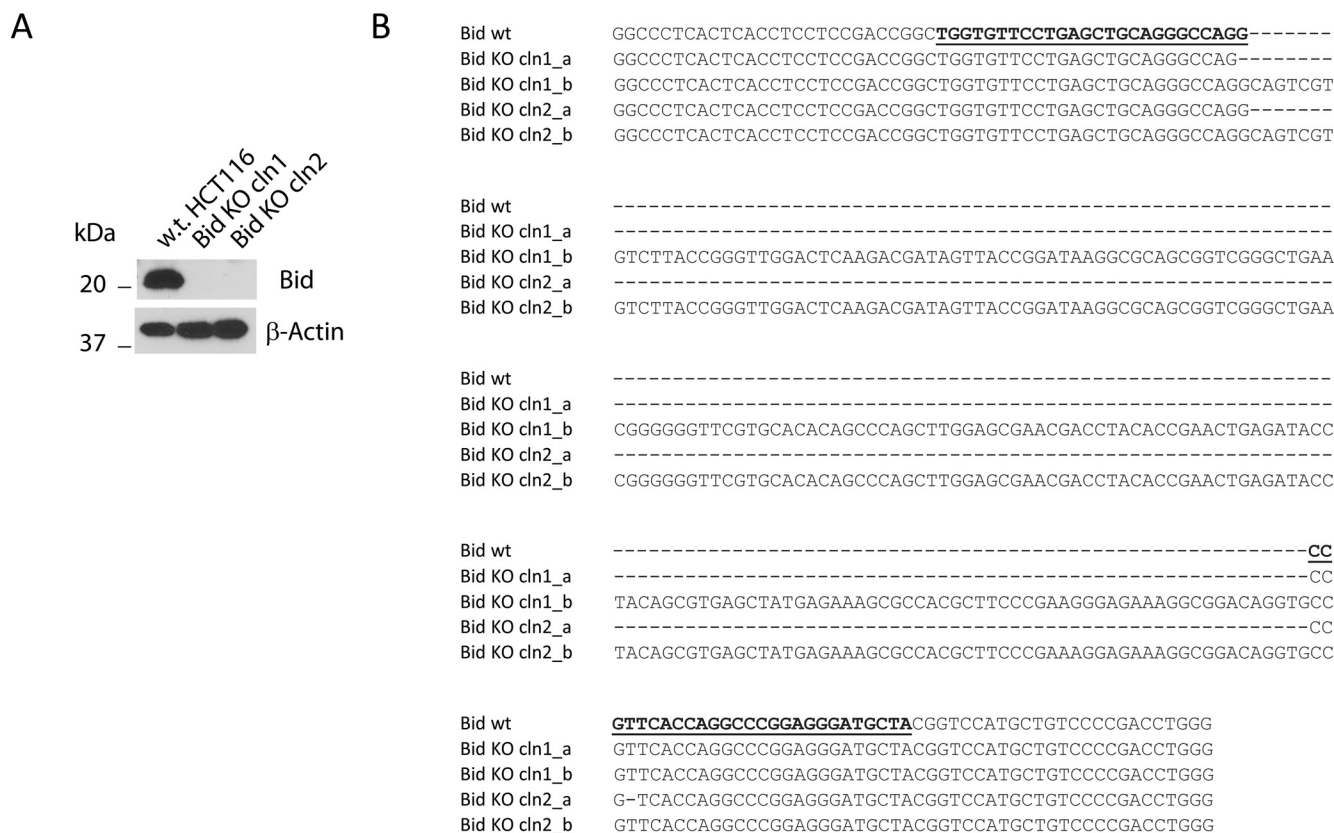 A
B
w.t. HCT116
Bid KO cln1
Bid KO cln2
kDa
20
Bid
37
β-Actin
Bid wt GGCCCTCACTCACCTCCTCCGACCGGCTGGTGTTCCTGAGCTGCAGGGCCAGG-------
Bid KO cln1_a GGCCCTCACTCACCTCCTCCGACCGGCTGGTGTTCCTGAGCTGCAGGGCCAG--------
Bid KO cln1_b GGCCCTCACTCACCTCCTCCGACCGGCTGGTGTTCCTGAGCTGCAGGGCCAGGCAGTCGT
Bid KO cln2_a GGCCCTCACTCACCTCCTCCGACCGGCTGGTGTTCCTGAGCTGCAGGGCCAGG-------
Bid KO cln2_b GGCCCTCACTCACCTCCTCCGACCGGCTGGTGTTCCTGAGCTGCAGGGCCAGGCAGTCGT
Bid wt ------------------------------------------------------------
Bid KO cln1_a ------------------------------------------------------------
Bid KO cln1_b GTCTTACCGGGTTGGACTCAAGACGATAGTTACCGGATAAGGCGCAGCGGTCGGGCTGAA
Bid KO cln2_a ------------------------------------------------------------
Bid KO cln2_b GTCTTACCGGGTTGGACTCAAGACGATAGTTACCGGATAAGGCGCAGCGGTCGGGCTGAA
Bid wt ------------------------------------------------------------
Bid KO cln1_a ------------------------------------------------------------
Bid KO cln1_b CGGGGGGTTCGTGCACACAGCCCAGCTTGGAGCGAACGACCTACACCGAACTGAGATACC
Bid KO cln2_a ------------------------------------------------------------
Bid KO cln2_b CGGGGGGTTCGTGCACACAGCCCAGCTTGGAGCGAACGACCTACACCGAACTGAGATACC
Bid wt ----------------------------------------------------------CC
Bid KO cln1_a ----------------------------------------------------------CC
Bid KO cln1_b TACAGCGTGAGCTATGAGAAAGCGCCACGCTTCCCGAAGGGAGAAAGGCGGACAGGTGCC
Bid KO cln2_a ----------------------------------------------------------CC
Bid KO cln2_b TACAGCGTGAGCTATGAGAAAGCGCCACGCTTCCCGAAAGGAGAAAGGCGGACAGGTGCC
Bid wt GTTCACCAGGCCCGGAGGGATGCTACGGTCCATGCTGTCCCCGACCTGGG
Bid KO cln1_a GTTCACCAGGCCCGGAGGGATGCTACGGTCCATGCTGTCCCCGACCTGGG
Bid KO cln1_b GTTCACCAGGCCCGGAGGGATGCTACGGTCCATGCTGTCCCCGACCTGGG
Bid KO cln2_a G-TCACCAGGCCCGGAGGGATGCTACGGTCCATGCTGTCCCCGACCTGGG
Bid KO cln2_b GTTCACCAGGCCCGGAGGGATGCTACGGTCCATGCTGTCCCCGACCTGGG